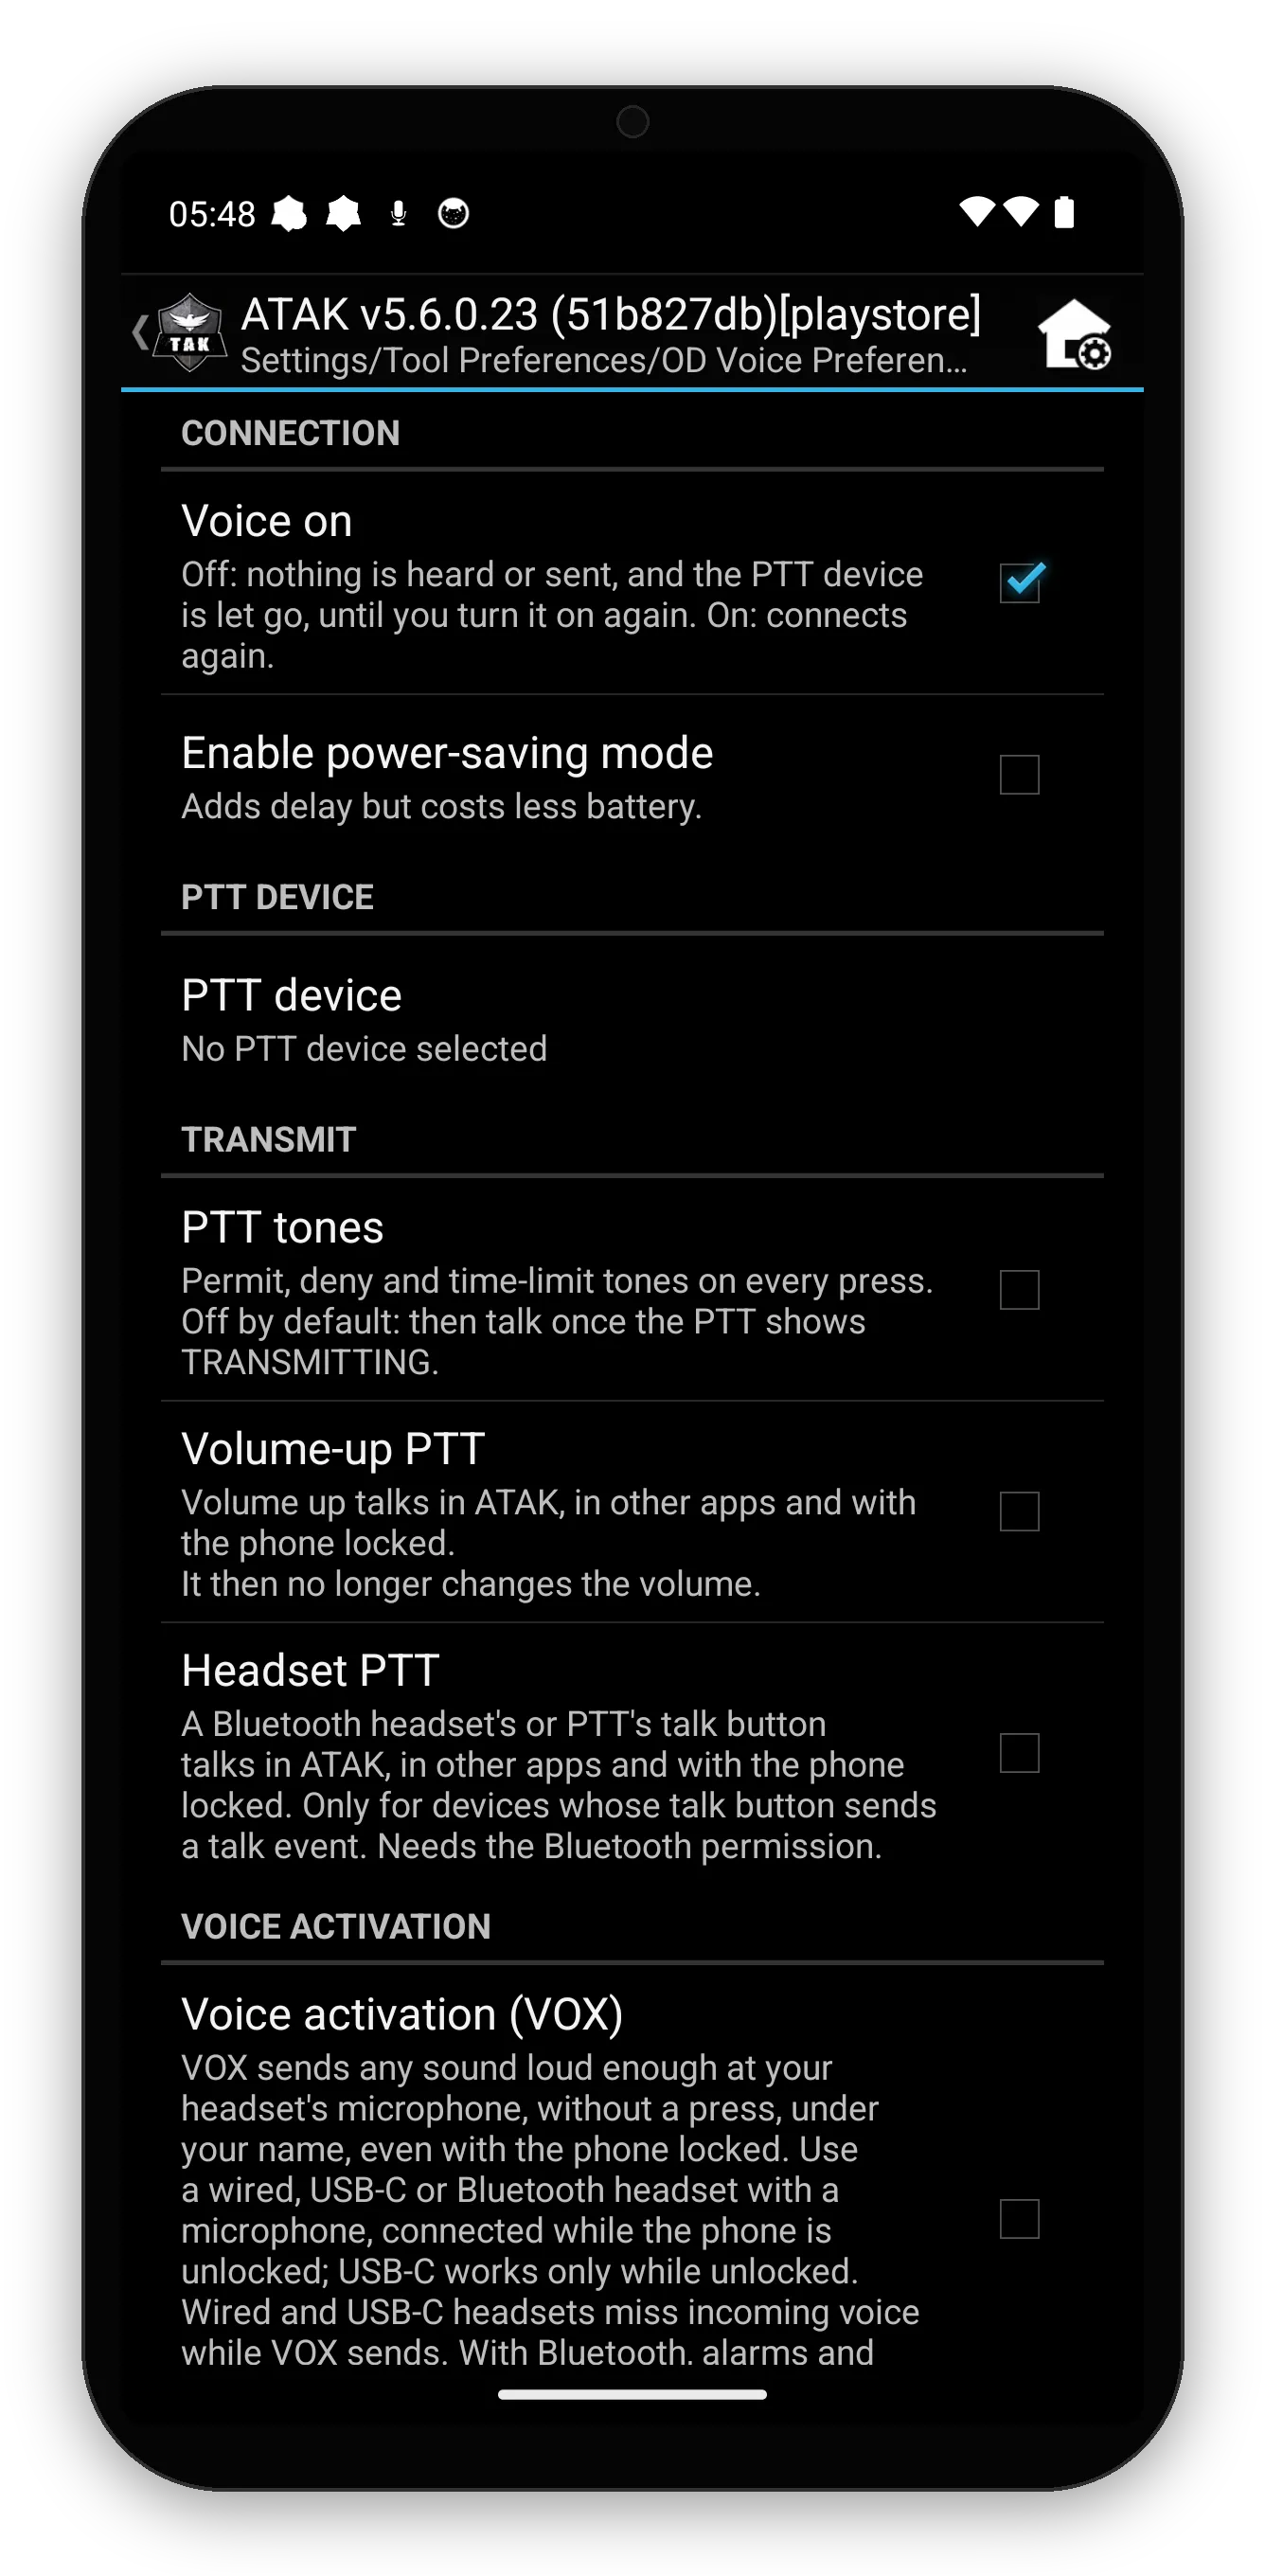 05:48
TAK
ATAK v5.6.0.23 (51b827db)[playstore]
Settings/Tool Preferences/OD Voice Preferen...
CONNECTION
Voice on
Off: nothing is heard or sent, and the PTT device
is let go, until you turn it on again. On: connects
again.
Enable power-saving mode
Adds delay but costs less battery.
PTT DEVICE
PTT device
No PTT device selected
TRANSMIT
PTT tones
Permit, deny and time-limit tones on every press.
Off by default: then talk once the PTT shows
TRANSMITTING.
Volume-up PTT
Volume up talks in ATAK, in other apps and with
the phone locked.
It then no longer changes the volume.
Headset PTT
A Bluetooth headset's or PTT's talk button
talks in ATAK, in other apps and with the phone
locked. Only for devices whose talk button sends
a talk event. Needs the Bluetooth permission.
VOICE ACTIVATION
Voice activation (VOX)
VOX sends any sound loud enough at your
headset's microphone, without a press, under
your name, even with the phone locked. Use
a wired, USB-C or Bluetooth headset with a
microphone, connected while the phone is
unlocked; USB-C works only while unlocked.
Wired and USB-C headsets miss incoming voice
while VOX sends. With Bluetooth, alarms and